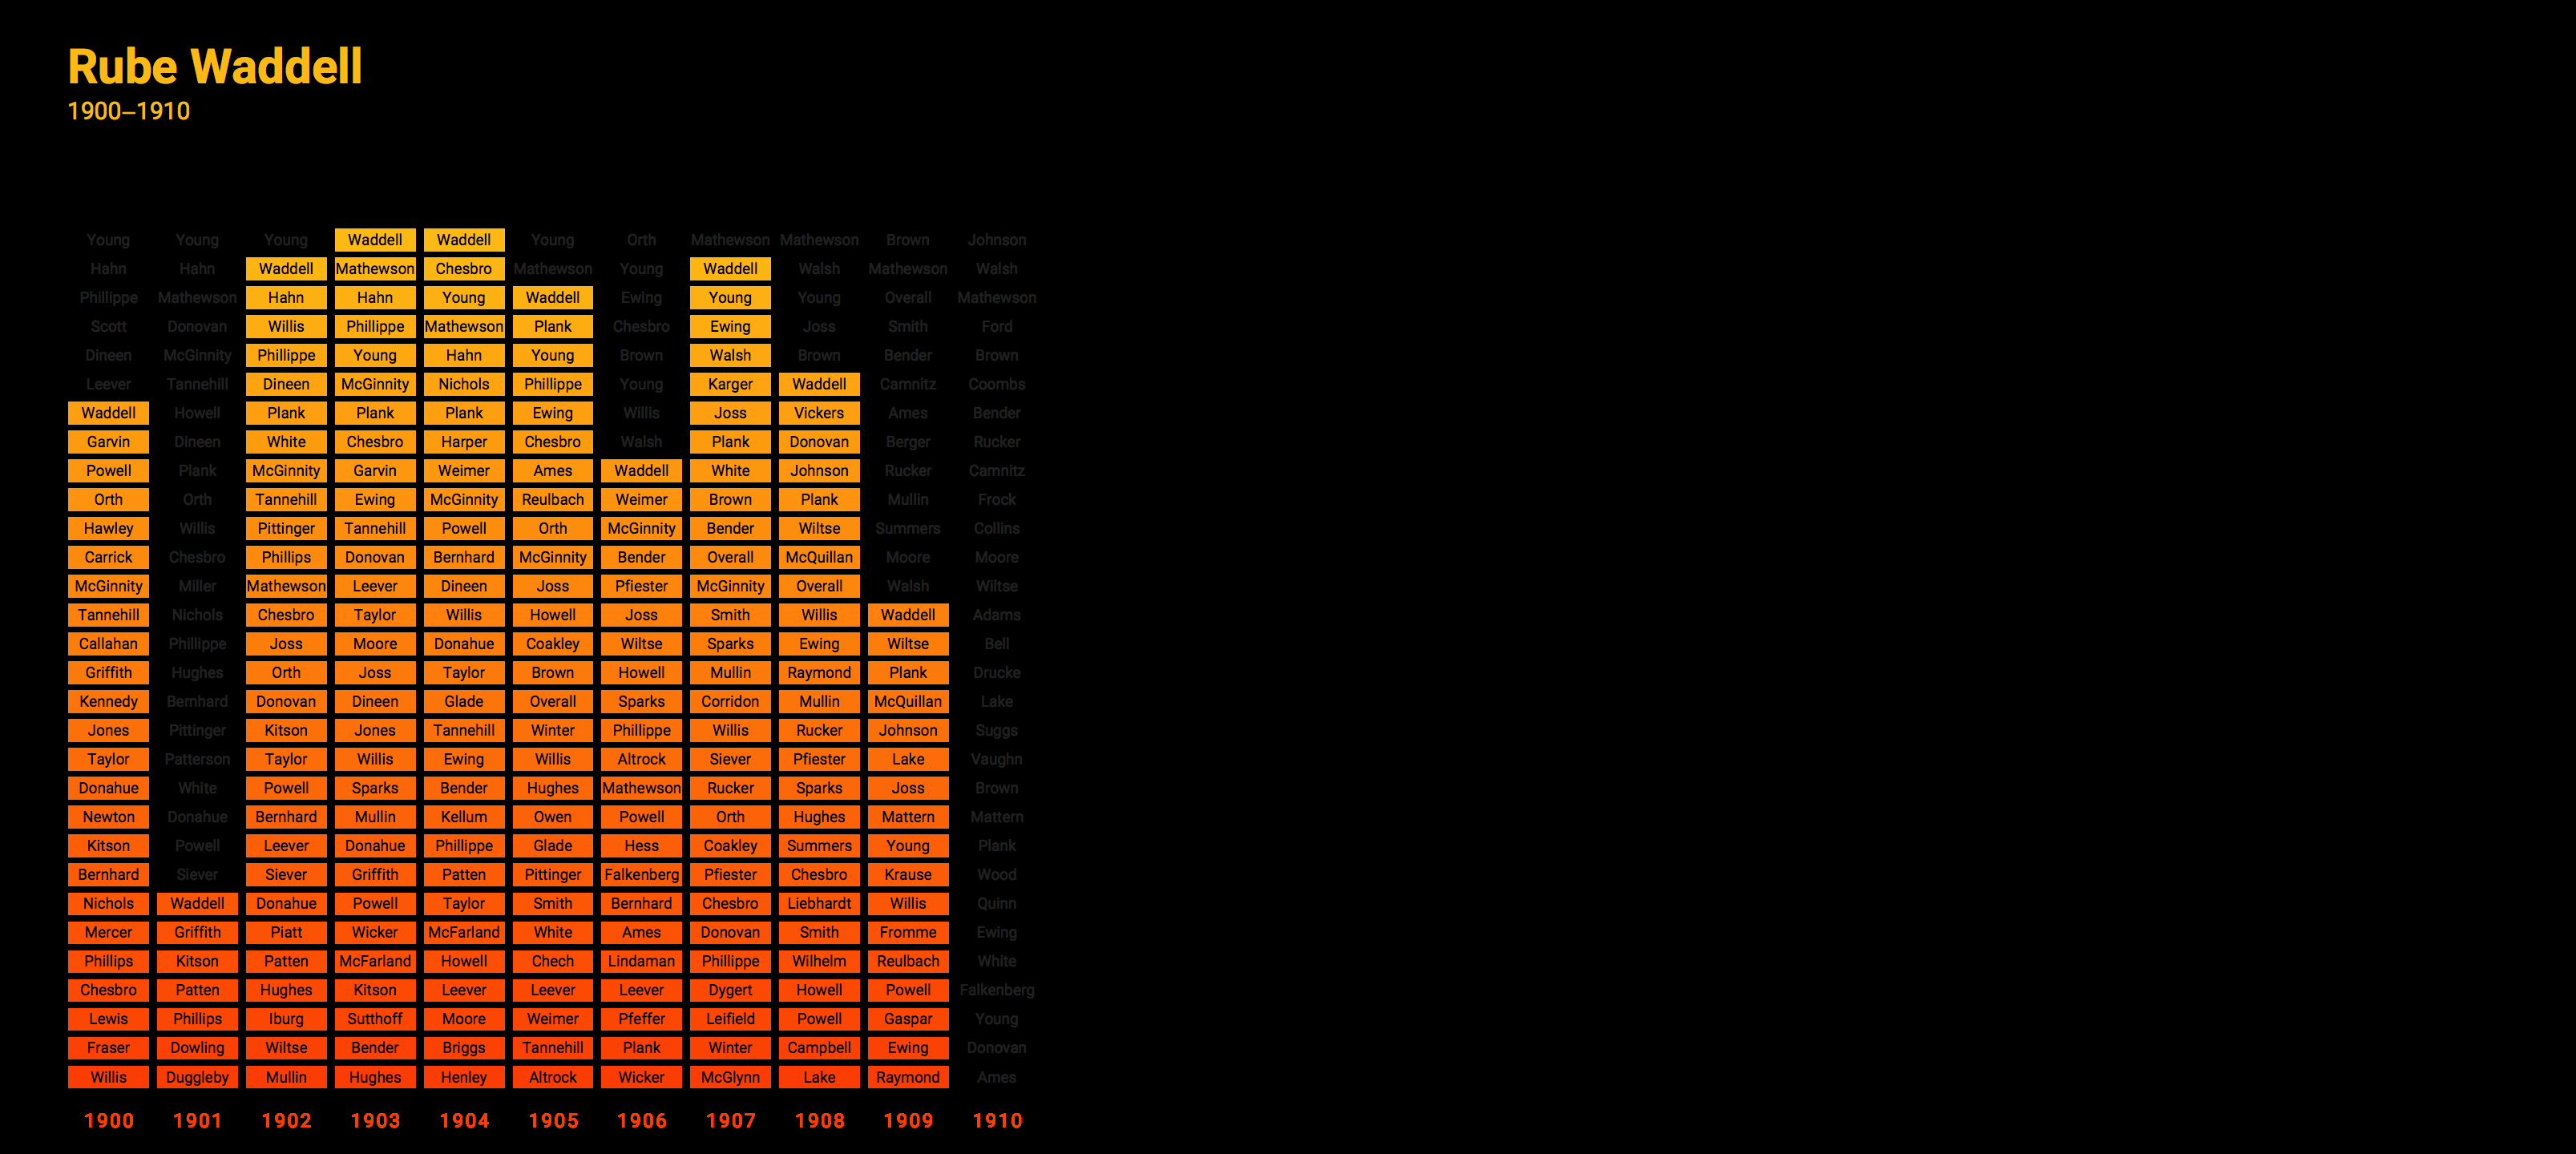 Rube Waddell
1900–1910
Young Young Young Waddell Waddell Young Orth Mathewson Mathewson Brown Johnson
Hahn Hahn Waddell Mathewson Chesbro Mathewson Young Waddell Walsh Mathewson Walsh
Phillippe Mathewson Hahn Hahn Young Waddell Ewing Young Young Overall Mathewson
Scott Donovan Willis Phillippe Mathewson Plank Chesbro Ewing Joss Smith Ford
Dineen McGinnity Phillippe Young Hahn Young Brown Walsh Brown Bender Brown
Leever Tannehill Dineen McGinnity Nichols Phillippe Young Karger Waddell Camnitz Coombs
Waddell Howell Plank Plank Plank Ewing Willis Joss Vickers Ames Bender
Garvin Dineen White Chesbro Harper Chesbro Walsh Plank Donovan Berger Rucker
Powell Plank McGinnity Garvin Weimer Ames Waddell White Johnson Rucker Camnitz
Orth Orth Tannehill Ewing McGinnity Reulbach Weimer Brown Plank Mullin Frock
Hawley Willis Pittinger Tannehill Powell Orth McGinnity Bender Wiltse Summers Collins
Carrick Chesbro Phillips Donovan Bernhard McGinnity Bender Overall McQuillan Moore Moore
McGinnity Miller Mathewson Leever Dineen Joss Pfiester McGinnity Overall Walsh Wiltse
Tannehill Nichols Chesbro Taylor Willis Howell Joss Smith Willis Waddell Adams
Callahan Phillippe Joss Moore Donahue Coakley Wiltse Sparks Ewing Wiltse Bell
Griffith Hughes Orth Joss Taylor Brown Howell Mullin Raymond Plank Drucke
Kennedy Bernhard Donovan Dineen Glade Overall Sparks Corridon Mullin McQuillan Lake
Jones Pittinger Kitson Jones Tannehill Winter Phillippe Willis Rucker Johnson Suggs
Taylor Patterson Taylor Willis Ewing Willis Altrock Siever Pfiester Lake Vaughn
Donahue White Powell Sparks Bender Hughes Mathewson Rucker Sparks Joss Brown
Newton Donahue Bernhard Mullin Kellum Owen Powell Orth Hughes Mattern Mattern
Kitson Powell Leever Donahue Phillippe Glade Hess Coakley Summers Young Plank
Bernhard Siever Siever Griffith Patten Pittinger Falkenberg Pfiester Chesbro Krause Wood
Nichols Waddell Donahue Powell Taylor Smith Bernhard Chesbro Liebhardt Willis Quinn
Mercer Griffith Piatt Wicker McFarland White Ames Donovan Smith Fromme Ewing
Phillips Kitson Patten McFarland Howell Chech Lindaman Phillippe Wilhelm Reulbach White
Chesbro Patten Hughes Kitson Leever Leever Leever Dygert Howell Powell Falkenberg
Lewis Phillips Iburg Sutthoff Moore Weimer Pfeffer Leifield Powell Gaspar Young
Fraser Dowling Wiltse Bender Briggs Tannehill Plank Winter Campbell Ewing Donovan
Willis Duggleby Mullin Hughes Henley Altrock Wicker McGlynn Lake Raymond Ames
1900 1901 1902 1903 1904 1905 1906 1907 1908 1909 1910